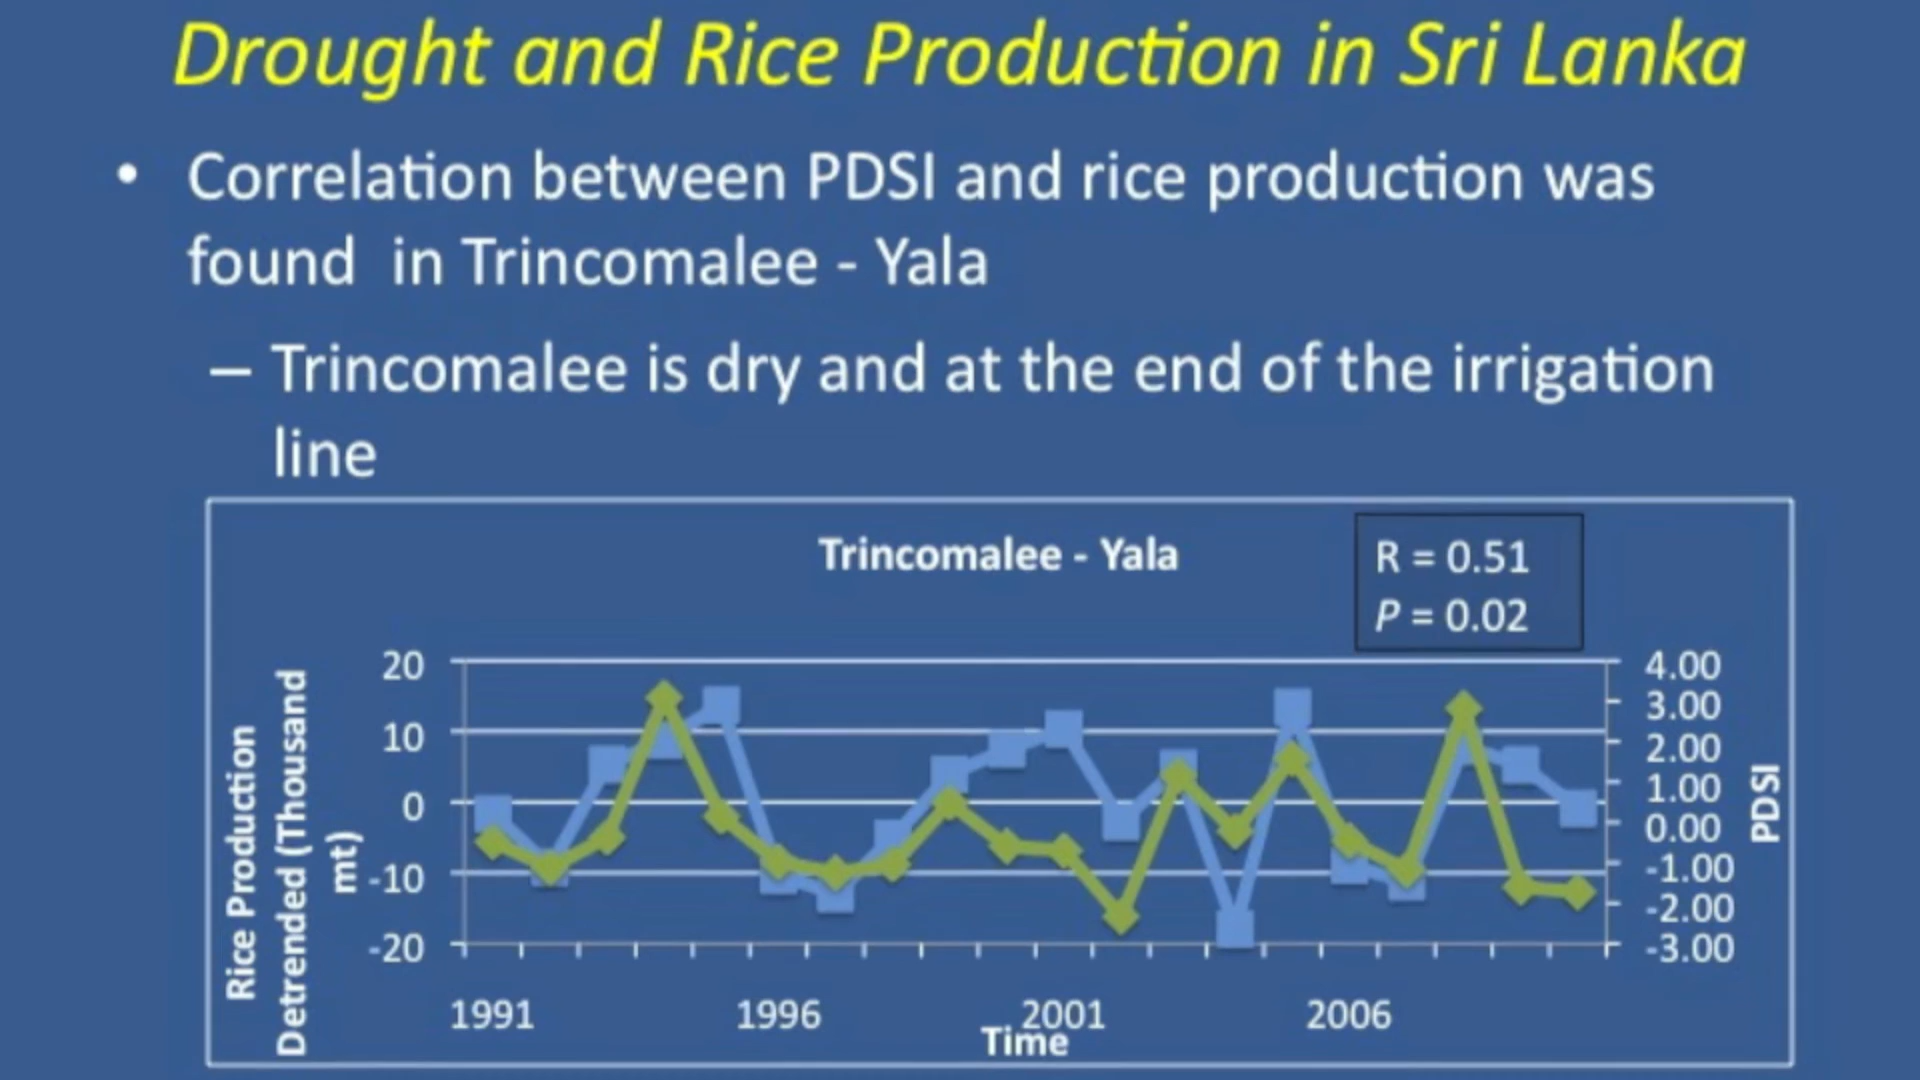 Drought and Rice Production in Sri Lanka
• Correlation between PDSI and rice production was
found in Trincomalee - Yala
– Trincomalee is dry and at the end of the irrigation
line
Trincomalee - Yala
R = 0.51
P = 0.02
Rice Production
Detrended (Thousand
mt)
20
10
0
-10
-20
4.00
3.00
2.00
1.00
0.00
-1.00
-2.00
-3.00
PDSI
1991 1996 2001 2006
Time